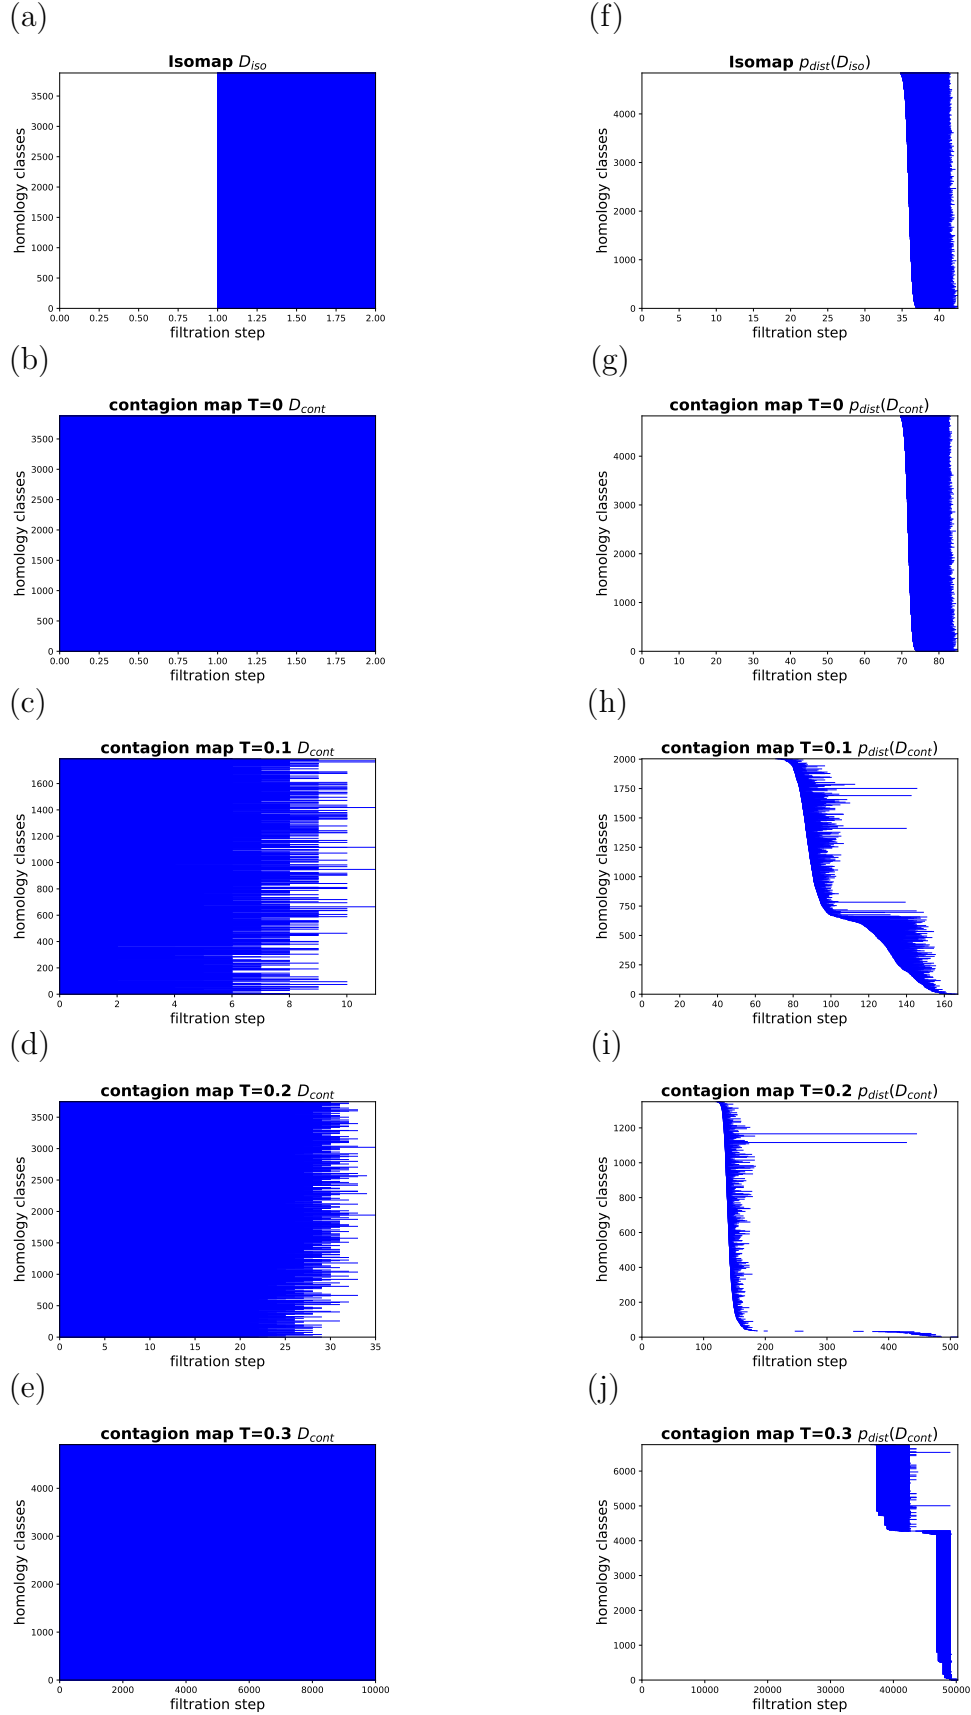 (a)
Isomap D_iso
homology classes
3500
3000
2500
2000
1500
1000
500
0
0.00 0.25 0.50 0.75 1.00 1.25 1.50 1.75 2.00
filtration step
(f)
Isomap p_dist(D_iso)
homology classes
4000
3000
2000
1000
0
0 5 10 15 20 25 30 35 40
filtration step
(b)
contagion map T=0 D_cont
homology classes
3500
3000
2500
2000
1500
1000
500
0
0.00 0.25 0.50 0.75 1.00 1.25 1.50 1.75 2.00
filtration step
(g)
contagion map T=0 p_dist(D_cont)
homology classes
4000
3000
2000
1000
0
0 10 20 30 40 50 60 70 80
filtration step
(c)
contagion map T=0.1 D_cont
homology classes
1600
1400
1200
1000
800
600
400
200
0
0 2 4 6 8 10
filtration step
(h)
contagion map T=0.1 p_dist(D_cont)
homology classes
2000
1750
1500
1250
1000
750
500
250
0
0 20 40 60 80 100 120 140 160
filtration step
(d)
contagion map T=0.2 D_cont
homology classes
3500
3000
2500
2000
1500
1000
500
0
0 5 10 15 20 25 30 35
filtration step
(i)
contagion map T=0.2 p_dist(D_cont)
homology classes
1200
1000
800
600
400
200
0
0 100 200 300 400 500
filtration step
(e)
contagion map T=0.3 D_cont
homology classes
4000
3000
2000
1000
0
0 2000 4000 6000 8000 10000
filtration step
(j)
contagion map T=0.3 p_dist(D_cont)
homology classes
6000
5000
4000
3000
2000
1000
0
0 10000 20000 30000 40000 50000
filtration step